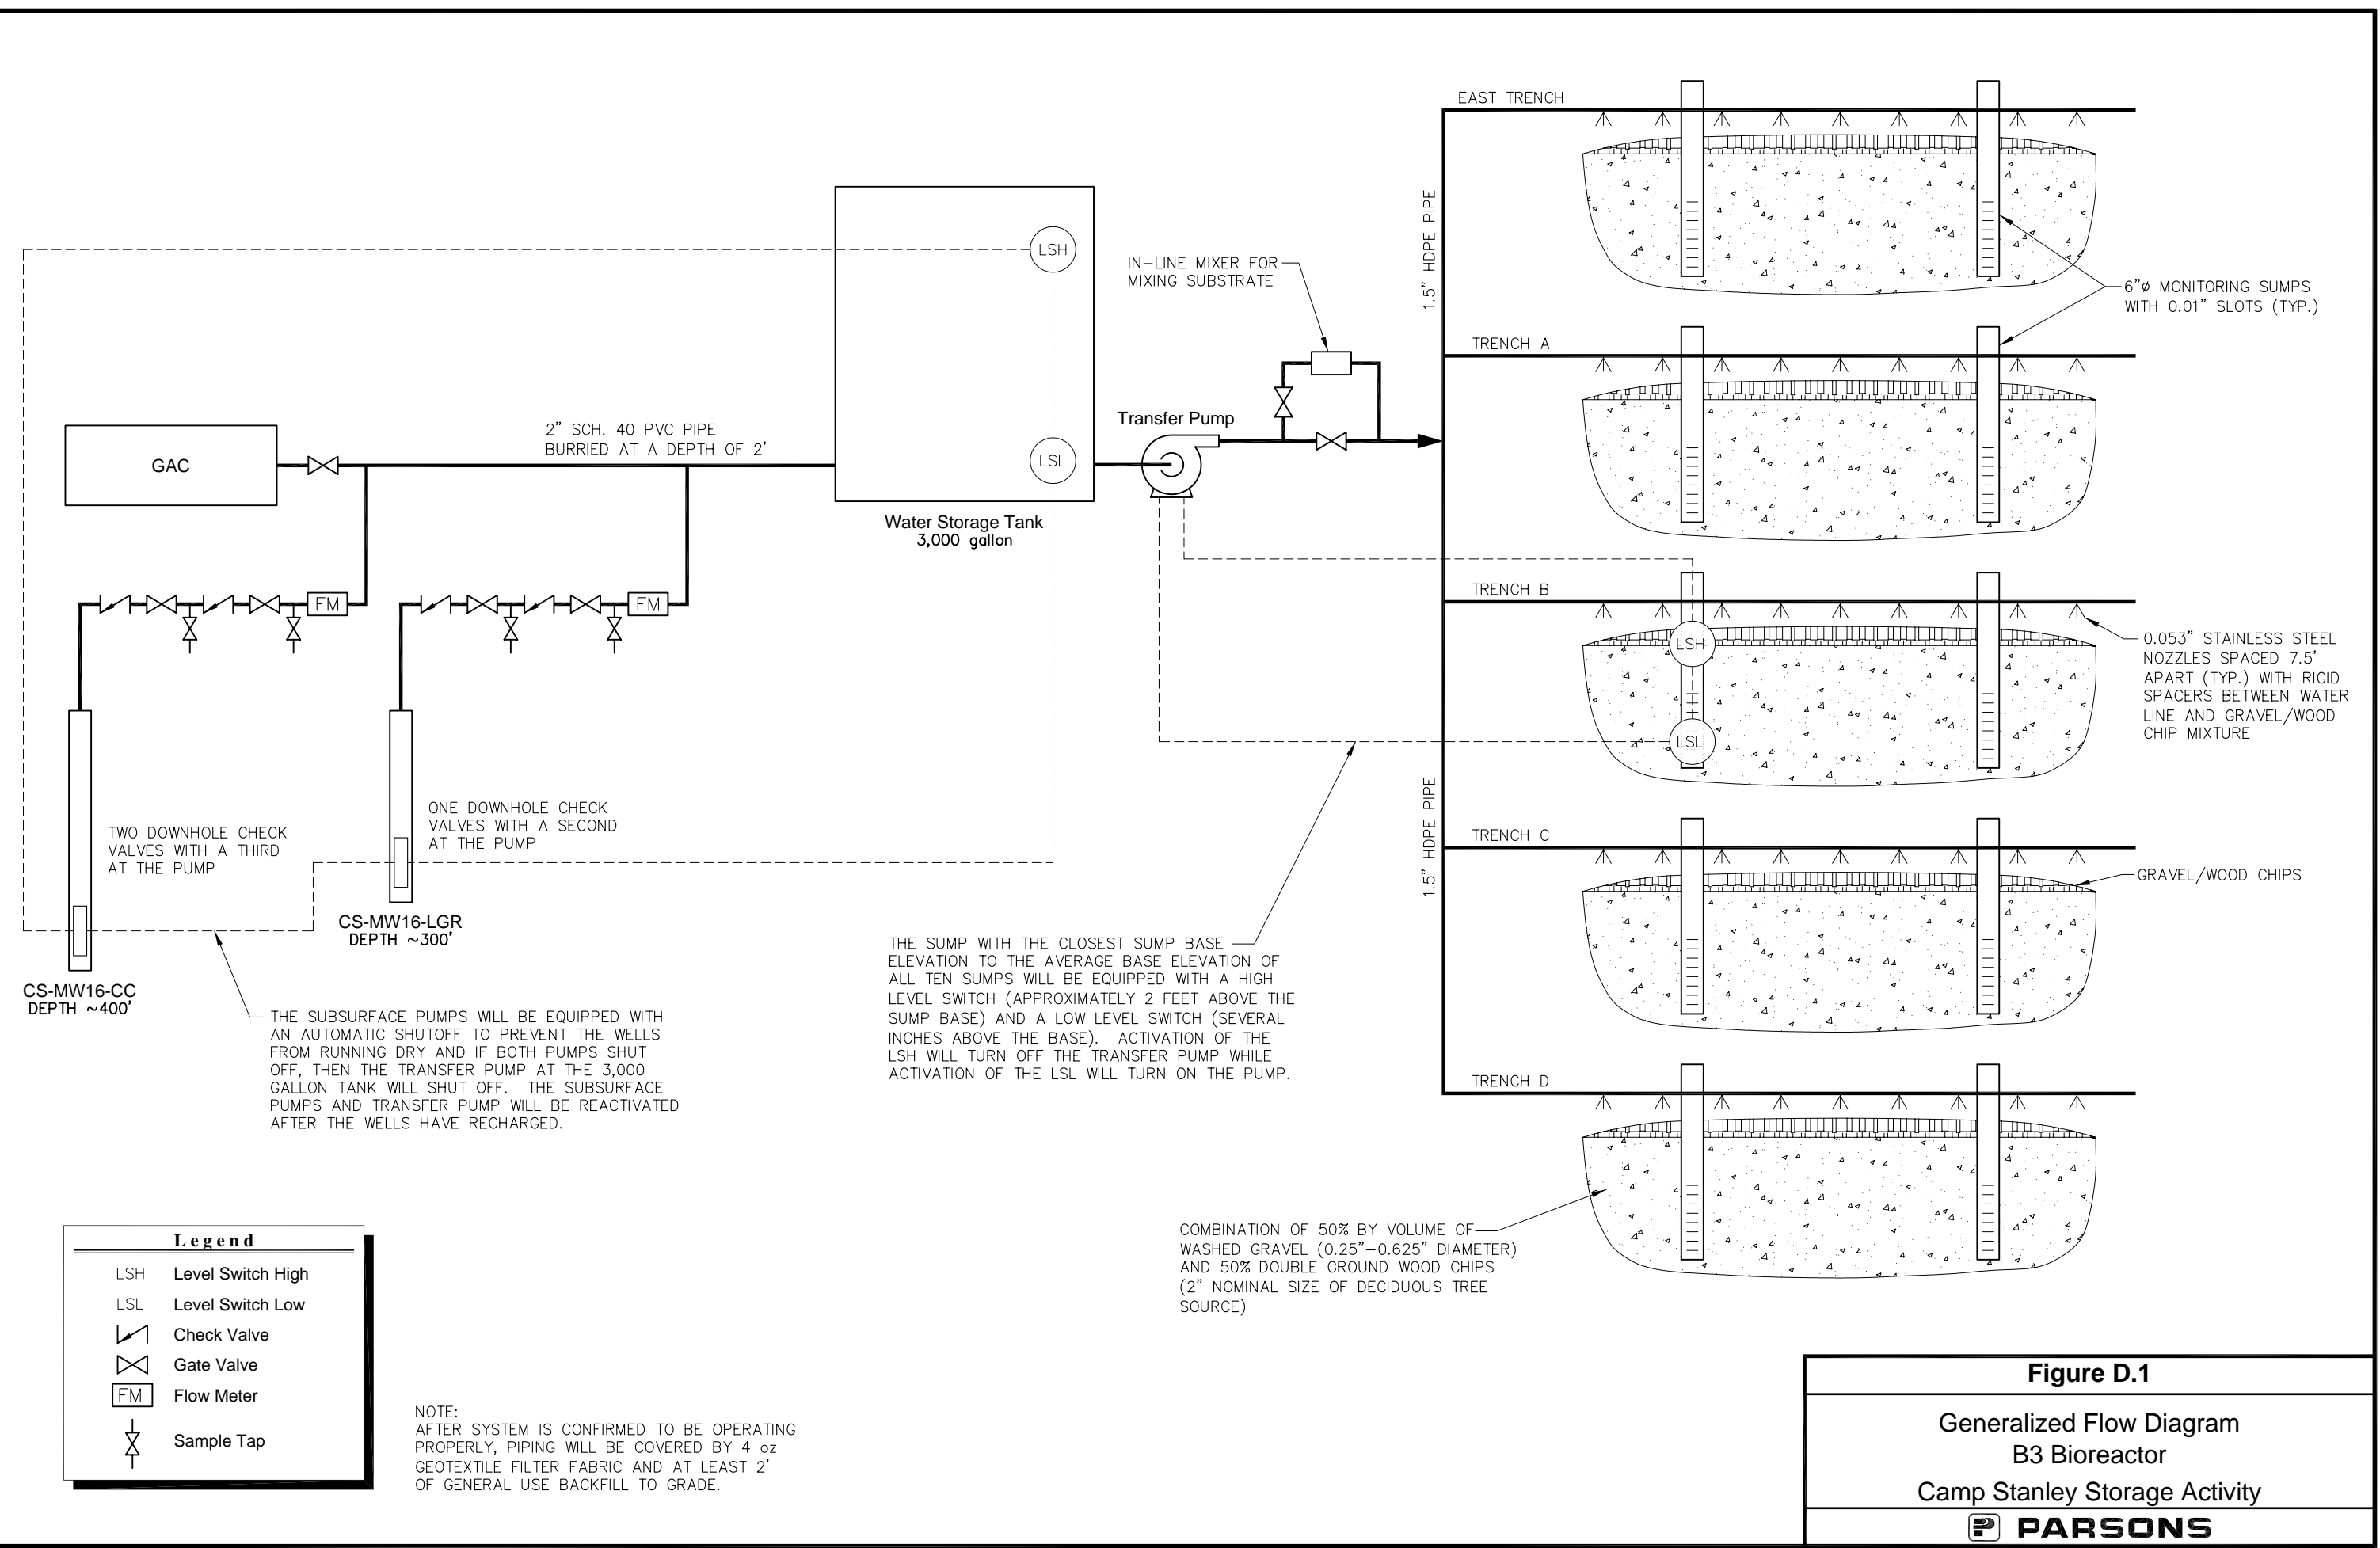 EAST TRENCH
1.5" HDPE PIPE
LSH
IN-LINE MIXER FOR
MIXING SUBSTRATE
6"ø MONITORING SUMPS
WITH 0.01" SLOTS (TYP.)
TRENCH A
Transfer Pump
GAC
2" SCH. 40 PVC PIPE
BURRIED AT A DEPTH OF 2'
LSL
Water Storage Tank
3,000 gallon
FM
FM
TRENCH B
LSH
LSL
0.053" STAINLESS STEEL
NOZZLES SPACED 7.5'
APART (TYP.) WITH RIGID
SPACERS BETWEEN WATER
LINE AND GRAVEL/WOOD
CHIP MIXTURE
1.5" HDPE PIPE
TWO DOWNHOLE CHECK
VALVES WITH A THIRD
AT THE PUMP
ONE DOWNHOLE CHECK
VALVES WITH A SECOND
AT THE PUMP
TRENCH C
GRAVEL/WOOD CHIPS
CS-MW16-LGR
DEPTH ~300'
CS-MW16-CC
DEPTH ~400'
THE SUMP WITH THE CLOSEST SUMP BASE
ELEVATION TO THE AVERAGE BASE ELEVATION OF
ALL TEN SUMPS WILL BE EQUIPPED WITH A HIGH
LEVEL SWITCH (APPROXIMATELY 2 FEET ABOVE THE
SUMP BASE) AND A LOW LEVEL SWITCH (SEVERAL
INCHES ABOVE THE BASE). ACTIVATION OF THE
LSH WILL TURN OFF THE TRANSFER PUMP WHILE
ACTIVATION OF THE LSL WILL TURN ON THE PUMP.
THE SUBSURFACE PUMPS WILL BE EQUIPPED WITH
AN AUTOMATIC SHUTOFF TO PREVENT THE WELLS
FROM RUNNING DRY AND IF BOTH PUMPS SHUT
OFF, THEN THE TRANSFER PUMP AT THE 3,000
GALLON TANK WILL SHUT OFF. THE SUBSURFACE
PUMPS AND TRANSFER PUMP WILL BE REACTIVATED
AFTER THE WELLS HAVE RECHARGED.
TRENCH D
COMBINATION OF 50% BY VOLUME OF
WASHED GRAVEL (0.25"-0.625" DIAMETER)
AND 50% DOUBLE GROUND WOOD CHIPS
(2" NOMINAL SIZE OF DECIDUOUS TREE
SOURCE)
Legend
LSH Level Switch High
LSL Level Switch Low
Check Valve
Gate Valve
FM Flow Meter
Sample Tap
NOTE:
AFTER SYSTEM IS CONFIRMED TO BE OPERATING
PROPERLY, PIPING WILL BE COVERED BY 4 oz
GEOTEXTILE FILTER FABRIC AND AT LEAST 2'
OF GENERAL USE BACKFILL TO GRADE.
Figure D.1
Generalized Flow Diagram
B3 Bioreactor
Camp Stanley Storage Activity
PARSONS